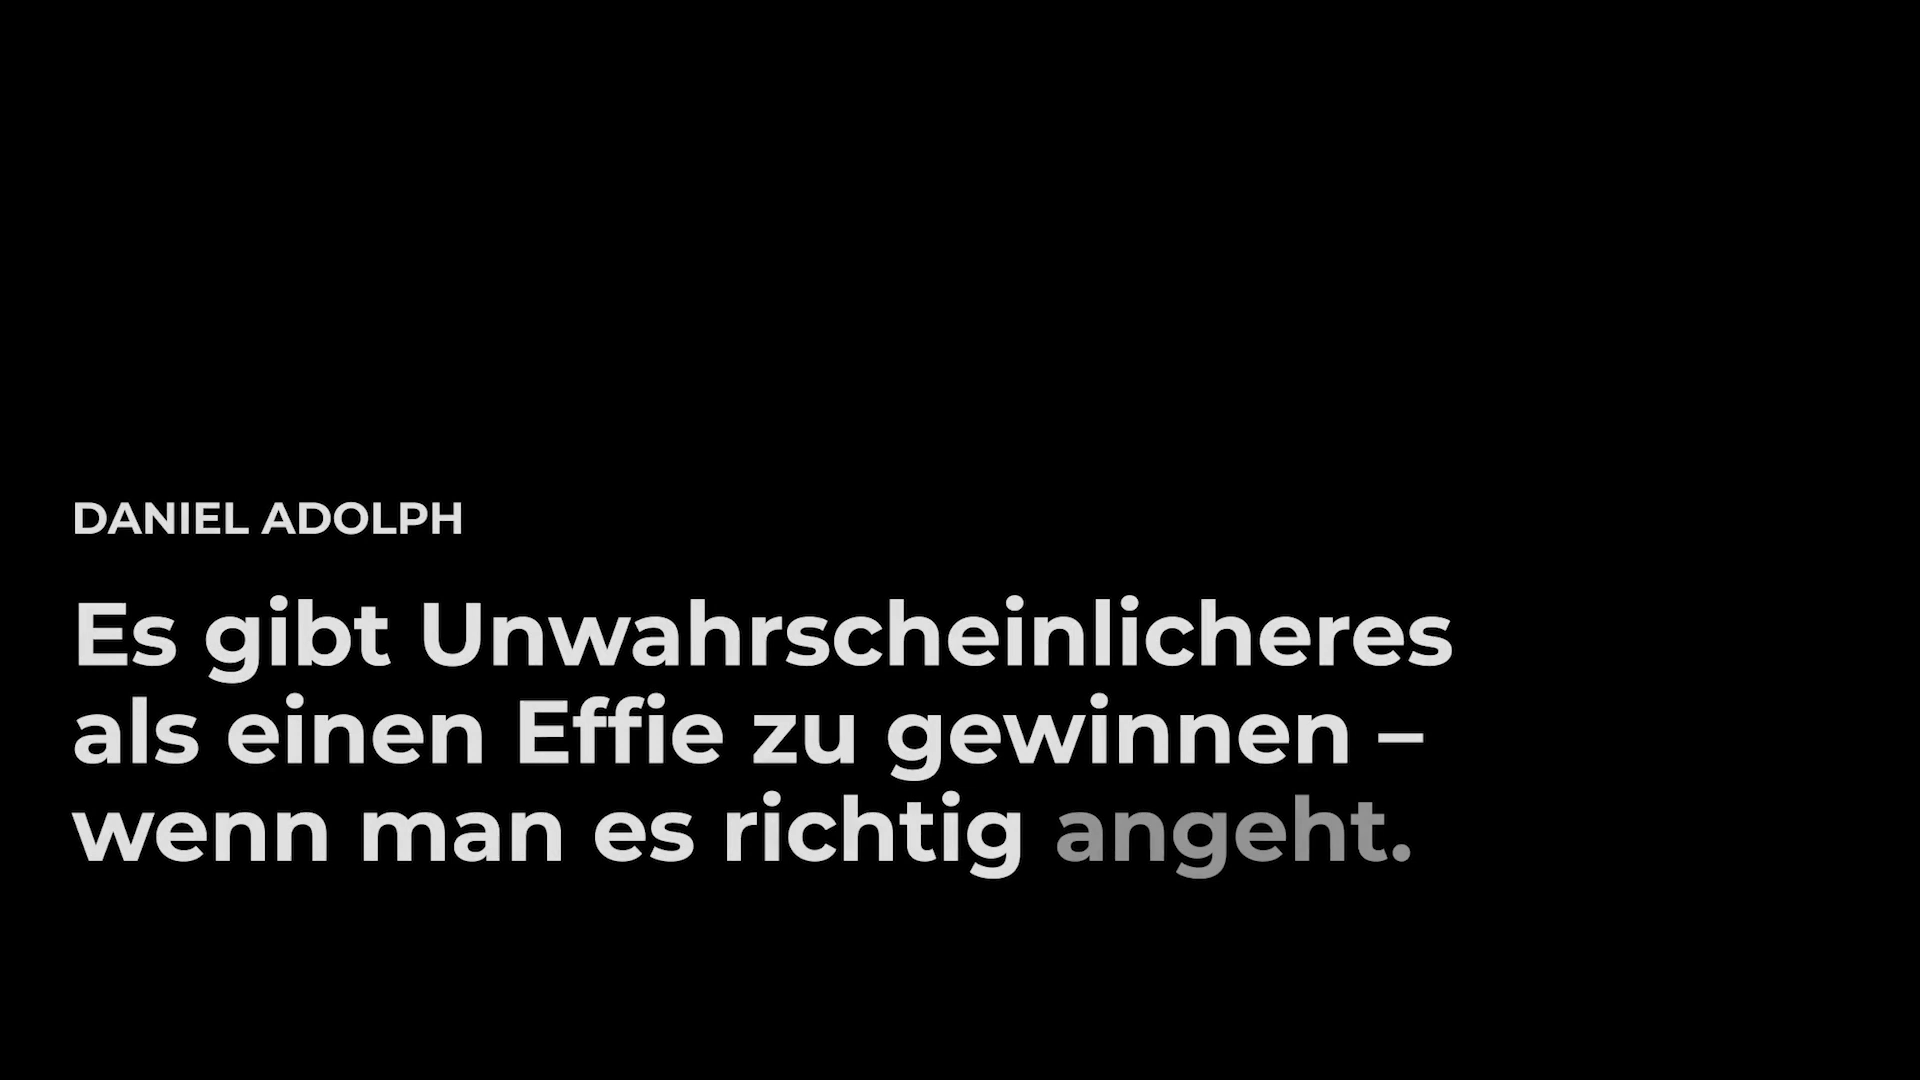 DANIEL ADOLPH
Es gibt Unwahrscheinlicheres
als einen Effie zu gewinnen –
wenn man es richtig angeht.